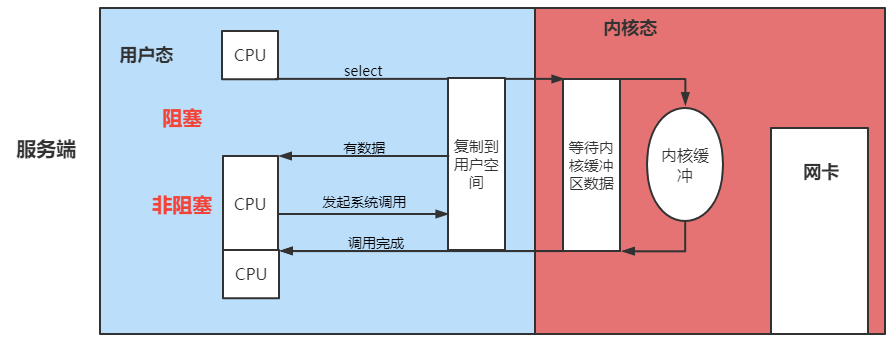 内核态
用户态
CPU
select
阻塞
服务端
有数据
复制到
用户空
间
等待内
核缓冲
区数据
内核缓
冲
网卡
非阻塞
CPU
发起系统调用
调用完成
CPU